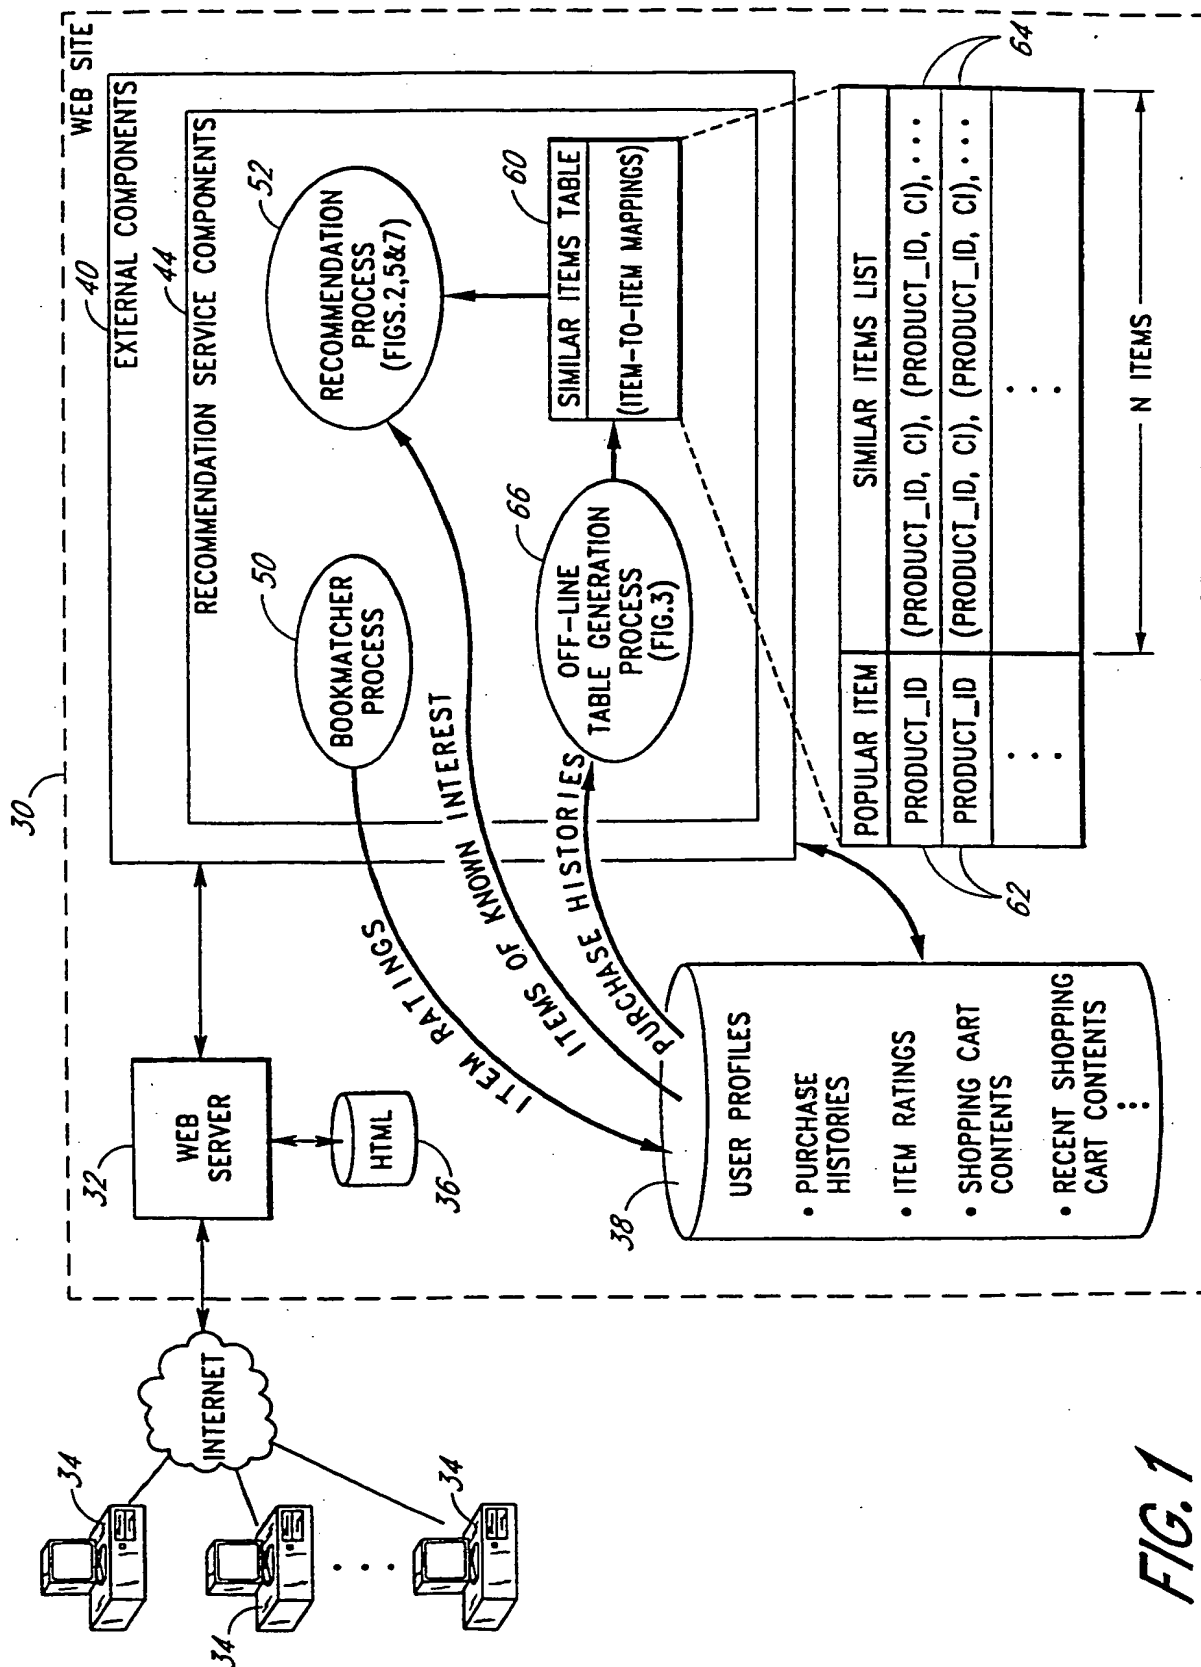 30
WEB SITE
40
EXTERNAL COMPONENTS
44
RECOMMENDATION SERVICE COMPONENTS
52
RECOMMENDATION
PROCESS
(FIGS.2,5&7)
50
BOOKMATCHER
PROCESS
66
OFF-LINE
TABLE GENERATION
PROCESS
(FIG.3)
60
SIMILAR ITEMS TABLE
(ITEM-TO-ITEM MAPPINGS)
34
34
34
INTERNET
32
WEB
SERVER
HTML
36
ITEM RATINGS
ITEMS OF KNOWN INTEREST
PURCHASE HISTORIES
38
USER PROFILES
• PURCHASE
HISTORIES
• ITEM RATINGS
• SHOPPING CART
CONTENTS
• RECENT SHOPPING
CART CONTENTS
POPULAR ITEM
SIMILAR ITEMS LIST
PRODUCT_ID
(PRODUCT_ID, CI), (PRODUCT_ID, CI), ...
PRODUCT_ID
(PRODUCT_ID, CI), (PRODUCT_ID, CI), ...
62
64
N ITEMS
FIG. 1